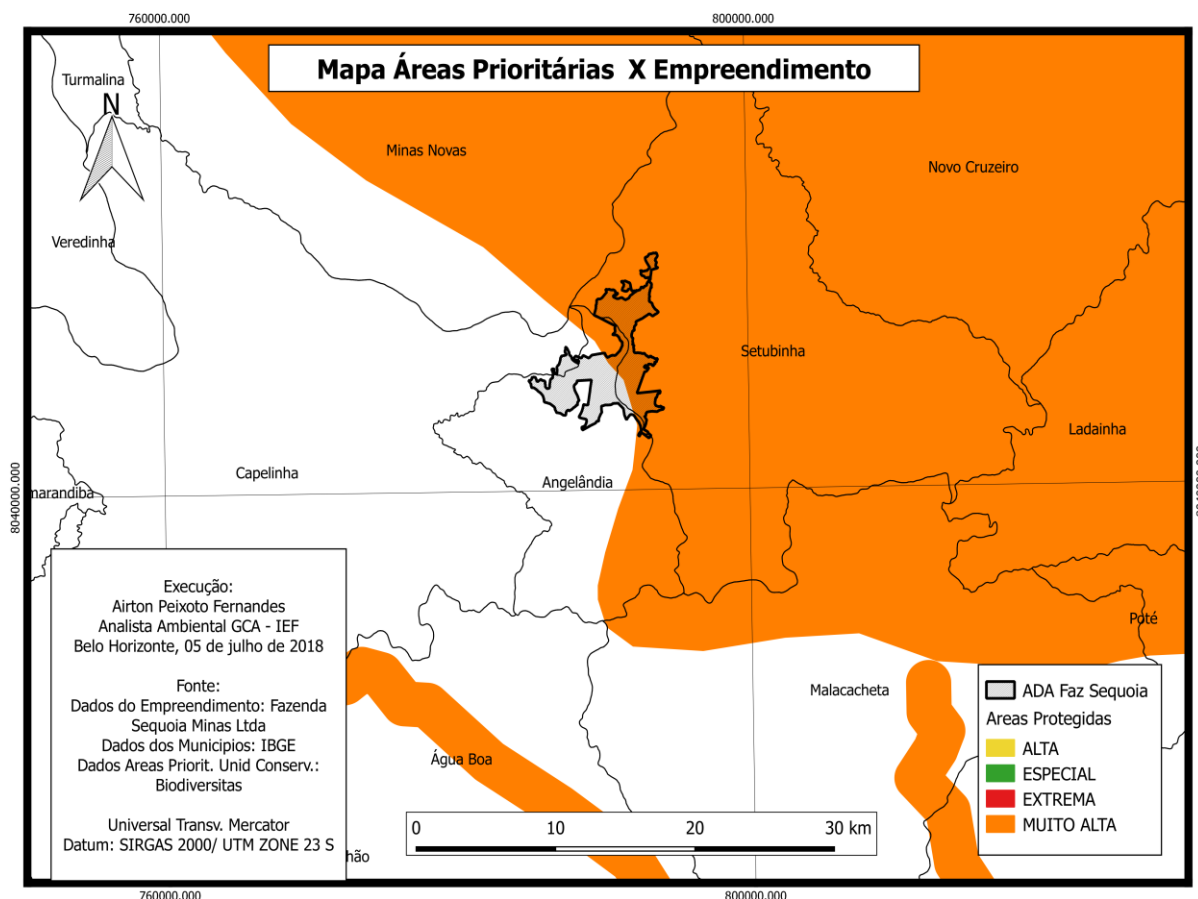 760000.000
800000.000
Mapa Áreas Prioritárias X Empreendimento
Turmalina
N
Minas Novas
Novo Cruzeiro
Veredinha
Setubinha
Ladainha
Capelinha
Angelândia
marandiba
8040000.000
Poté
Malacacheta
Água Boa
hão
Execução:
Airton Peixoto Fernandes
Analista Ambiental GCA - IEF
Belo Horizonte, 05 de julho de 2018
Fonte:
Dados do Empreendimento: Fazenda
Sequoia Minas Ltda
Dados dos Municipios: IBGE
Dados Areas Priorit. Unid Conserv.:
Biodiversitas
Universal Transv. Mercator
Datum: SIRGAS 2000/ UTM ZONE 23 S
0 10 20 30 km
ADA Faz Sequoia
Areas Protegidas
ALTA
ESPECIAL
EXTREMA
MUITO ALTA
760000.000
800000.000